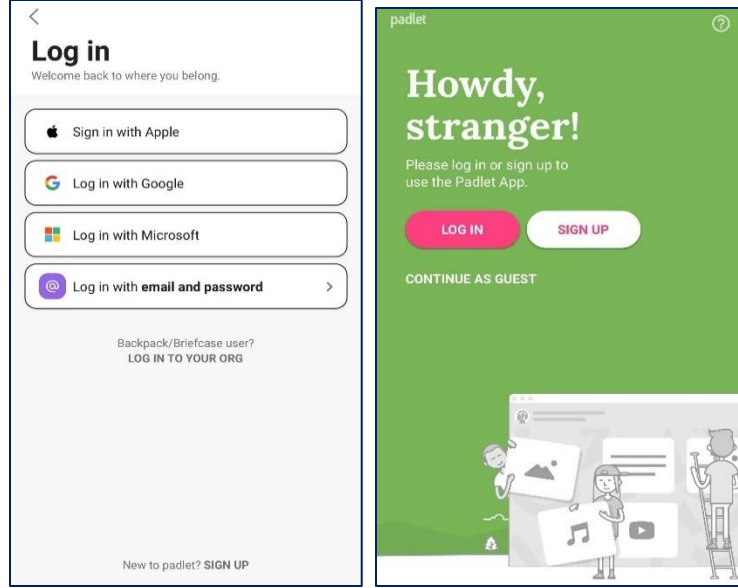 Log in
Welcome back to where you belong.
Sign in with Apple
Log in with Google
Log in with Microsoft
Log in with email and password
Backpack/Briefcase user?
LOG IN TO YOUR ORG
New to padlet? SIGN UP
padlet
Howdy,
stranger!
Please log in or sign up to
use the Padlet App.
LOG IN
SIGN UP
CONTINUE AS GUEST